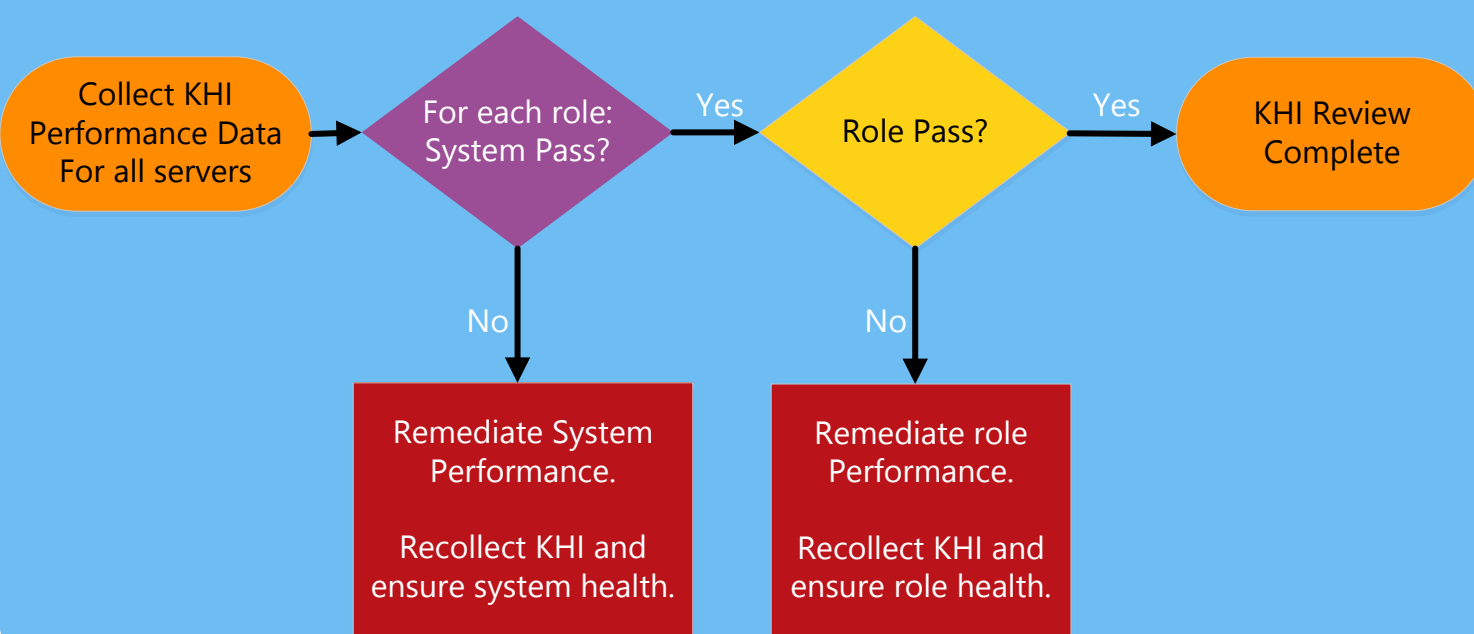 Collect KHI
Performance Data
For all servers
For each role:
System Pass?
Yes
Role Pass?
Yes
KHI Review
Complete
No
No
Remediate System
Performance.
Recollect KHI and
ensure system health.
Remediate role
Performance.
Recollect KHI and
ensure role health.